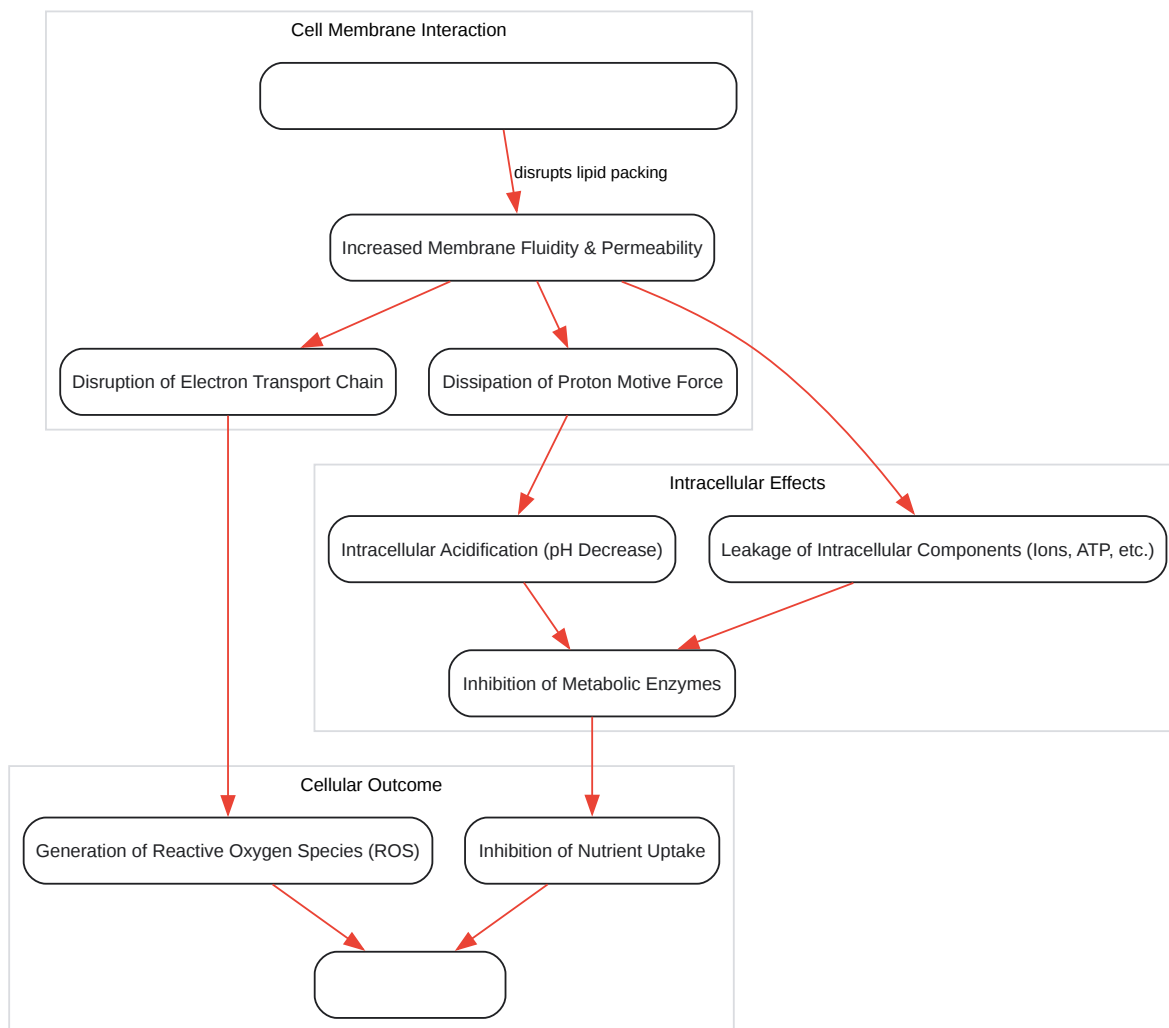 Cell Membrane Interaction
disrupts lipid packing
Increased Membrane Fluidity & Permeability
Disruption of Electron Transport Chain
Dissipation of Proton Motive Force
Intracellular Effects
Intracellular Acidification (pH Decrease)
Leakage of Intracellular Components (Ions, ATP, etc.)
Inhibition of Metabolic Enzymes
Cellular Outcome
Generation of Reactive Oxygen Species (ROS)
Inhibition of Nutrient Uptake